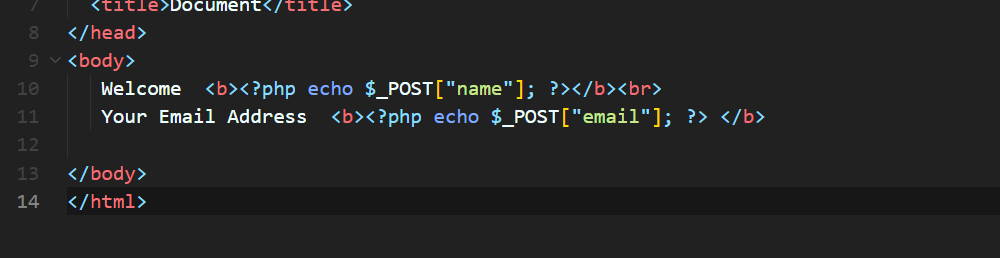 7 <title>Document</title>
8 </head>
9 <body>
10 Welcome  <b><?php echo $_POST["name"]; ?></b><br>
11 Your Email Address  <b><?php echo $_POST["email"]; ?> </b>
12
13 </body>
14 </html>